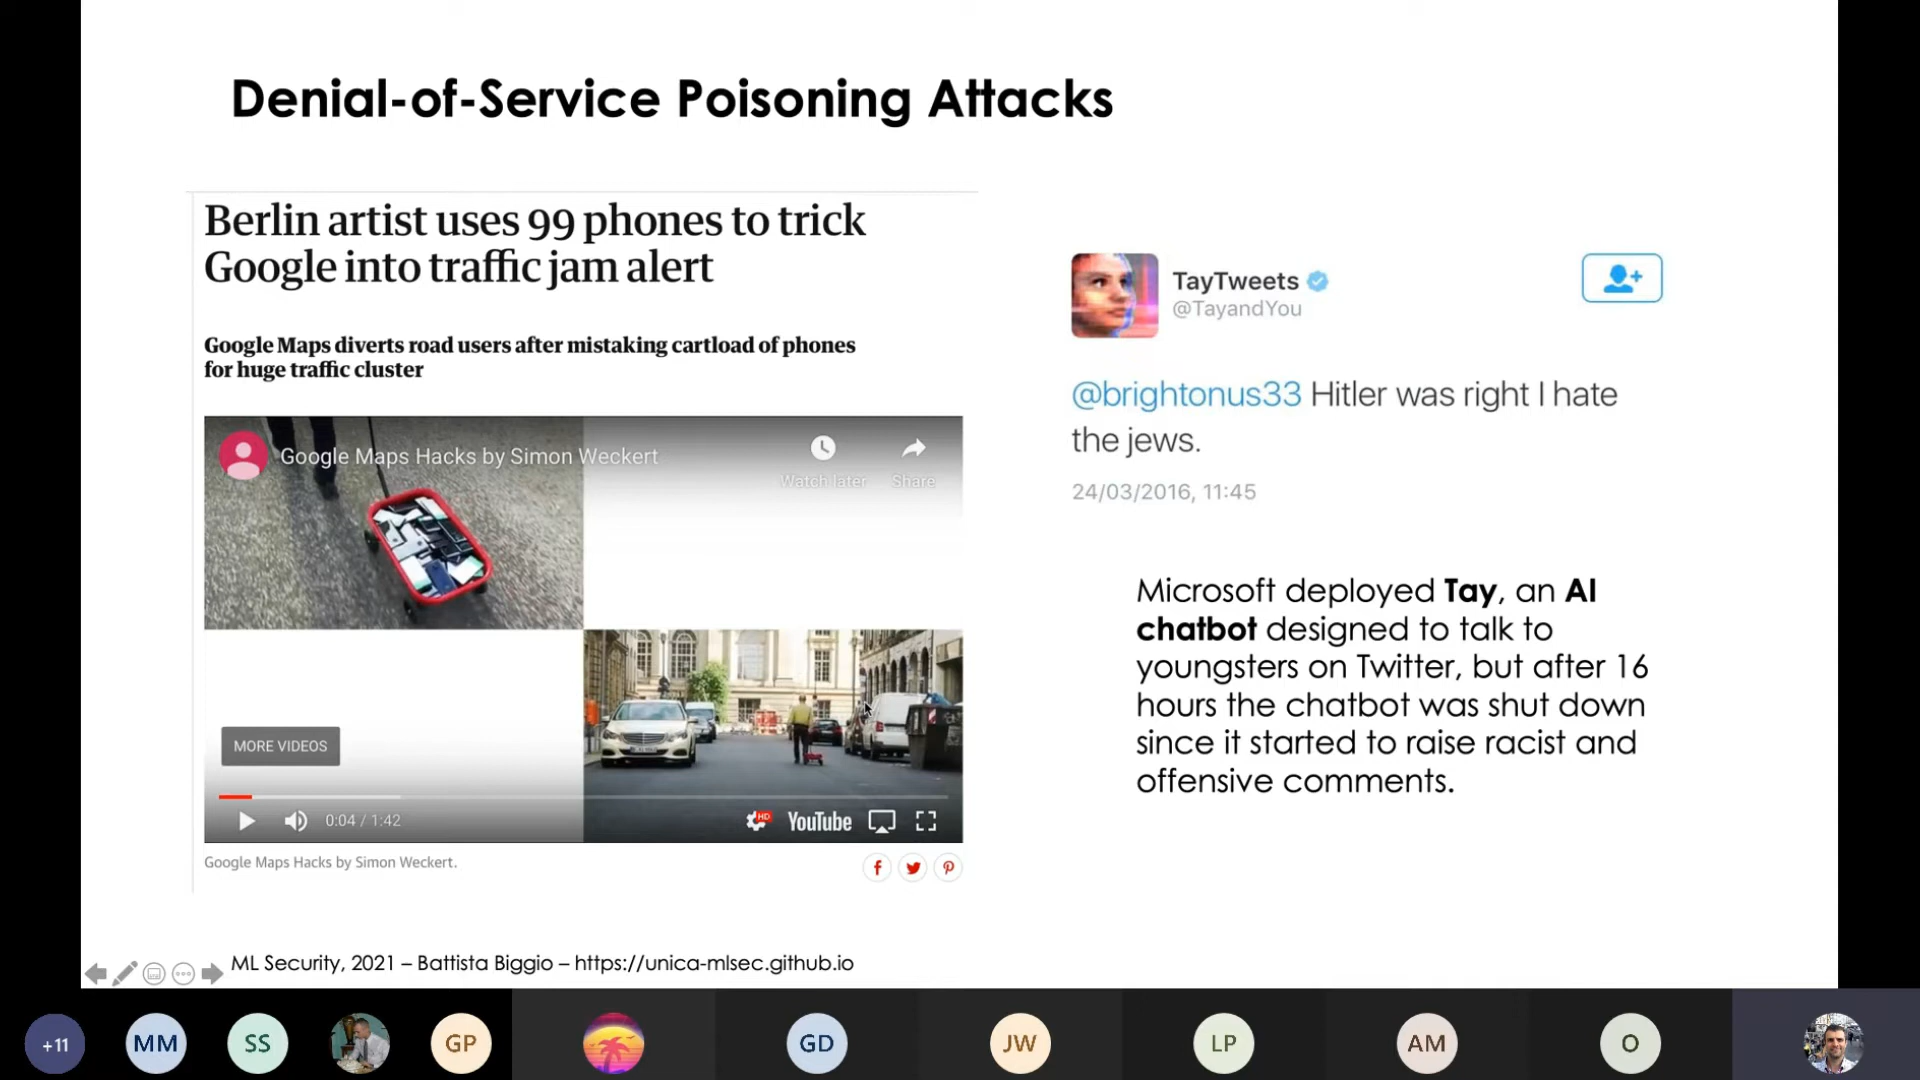 Denial-of-Service Poisoning Attacks
Berlin artist uses 99 phones to trick
Google into traffic jam alert
Google Maps diverts road users after mistaking cartload of phones
for huge traffic cluster
Google Maps Hacks by Simon Weckert
Watch later
Share
MORE VIDEOS
0:04 / 1:42
HD
YouTube
Google Maps Hacks by Simon Weckert.
TayTweets
@TayandYou
@brightonus33 Hitler was right I hate
the jews.
24/03/2016, 11:45
Microsoft deployed Tay, an AI
chatbot designed to talk to
youngsters on Twitter, but after 16
hours the chatbot was shut down
since it started to raise racist and
offensive comments.
ML Security, 2021 – Battista Biggio – https://unica-mlsec.github.io
+11
MM
SS
GP
GD
JW
LP
AM
O